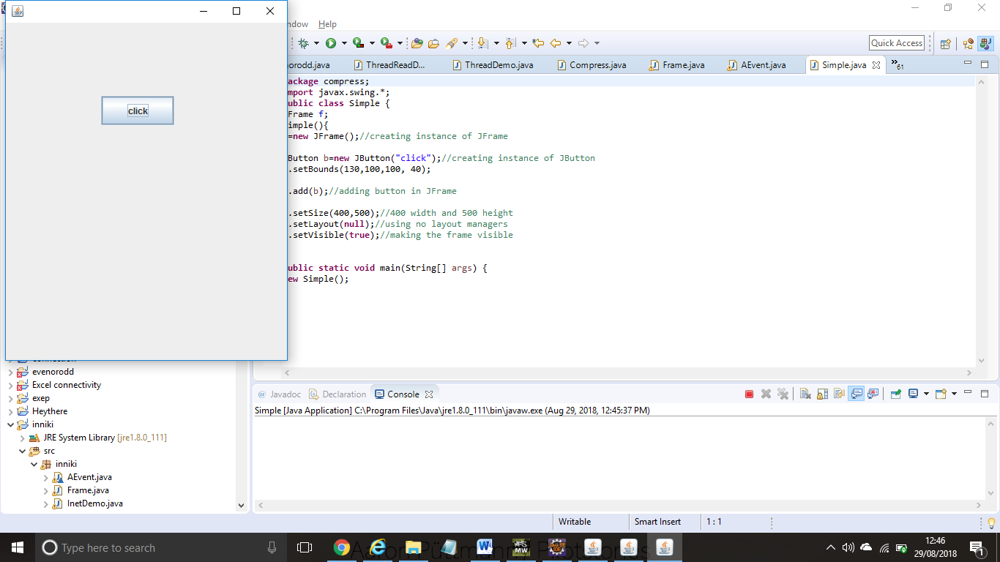 click
ndow Help
Quick Access
orodd.java ThreadReadD... ThreadDemo.java Compress.java Frame.java AEvent.java Simple.java 61
ackage compress;
mport javax.swing.*;
ublic class Simple {
Frame f;
imple(){
=new JFrame();//creating instance of JFrame
Button b=new JButton("click");//creating instance of JButton
.setBounds(130,100,100, 40);
.add(b);//adding button in JFrame
.setSize(400,500);//400 width and 500 height
.setLayout(null);//using no layout managers
.setVisible(true);//making the frame visible
ublic static void main(String[] args) {
ew Simple();
evenorodd
Excel connectivity
exep
Heythere
inniki
JRE System Library [jre1.8.0_111]
src
inniki
AEvent.java
Frame.java
InetDemo.java
@ Javadoc Declaration Console
Simple [Java Application] C:\Program Files\Java\jre1.8.0_111\bin\javaw.exe (Aug 29, 2018, 12:45:37 PM)
Writable Smart Insert 1 : 1
Type here to search
12:46
29/08/2018